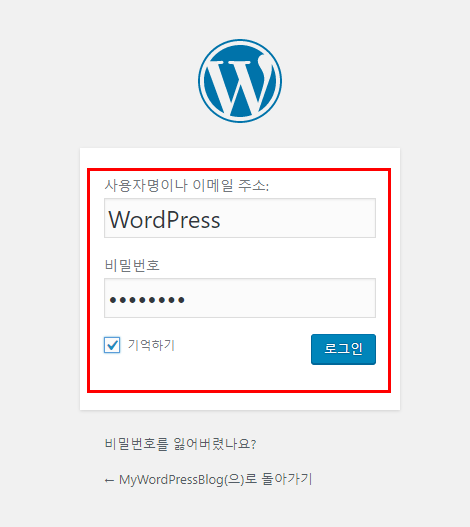 사용자명이나 이메일 주소:
WordPress
비밀번호
••••••••
기억하기
로그인
비밀번호를 잃어버렸나요?
← MyWordPressBlog(으)로 돌아가기